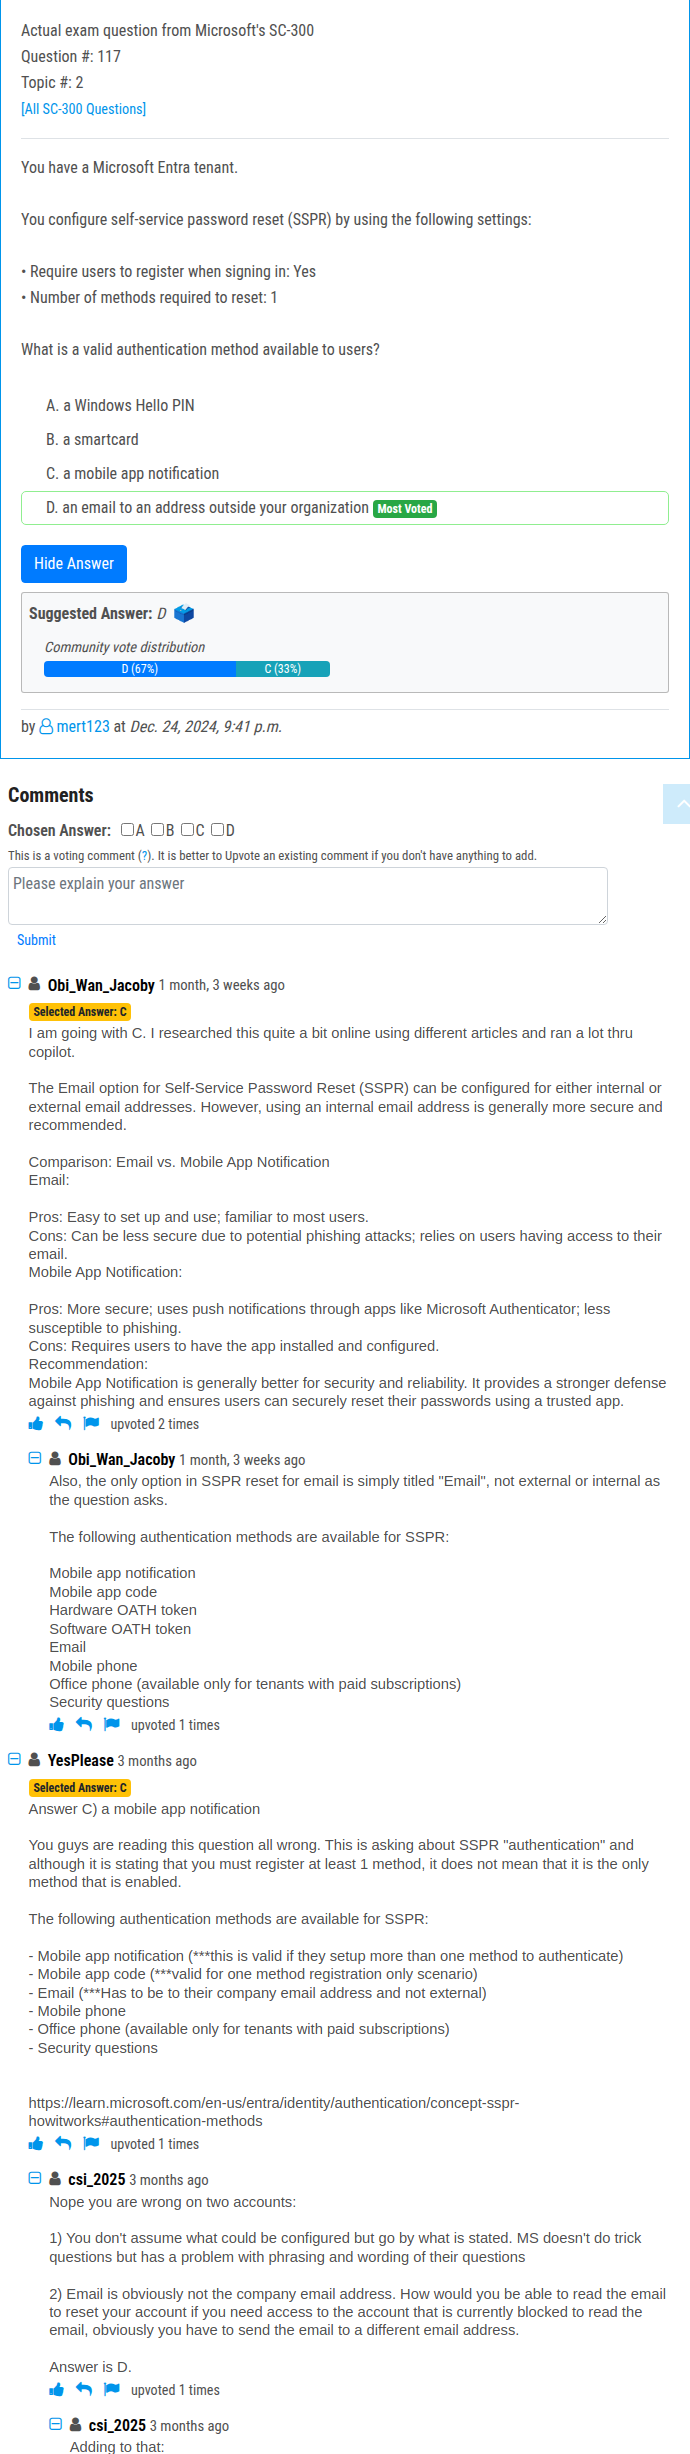 Actual exam question from Microsoft's SC-300
Question #: 117
Topic #: 2
[All SC-300 Questions]
You have a Microsoft Entra tenant.
You configure self-service password reset (SSPR) by using the following settings:
• Require users to register when signing in: Yes
• Number of methods required to reset: 1
What is a valid authentication method available to users?
A. a Windows Hello PIN
B. a smartcard
C. a mobile app notification
D. an email to an address outside your organization Most Voted
Hide Answer
Suggested Answer: D
Community vote distribution
D (67%) C (33%)
by mert123 at Dec. 24, 2024, 9:41 p.m.
Comments
Chosen Answer: A B C D
This is a voting comment (?). It is better to Upvote an existing comment if you don't have anything to add.
Please explain your answer
Submit
Obi_Wan_Jacoby 1 month, 3 weeks ago
Selected Answer: C
I am going with C. I researched this quite a bit online using different articles and ran a lot thru
copilot.
The Email option for Self-Service Password Reset (SSPR) can be configured for either internal or
external email addresses. However, using an internal email address is generally more secure and
recommended.
Comparison: Email vs. Mobile App Notification
Email:
Pros: Easy to set up and use; familiar to most users.
Cons: Can be less secure due to potential phishing attacks; relies on users having access to their
email.
Mobile App Notification:
Pros: More secure; uses push notifications through apps like Microsoft Authenticator; less
susceptible to phishing.
Cons: Requires users to have the app installed and configured.
Recommendation:
Mobile App Notification is generally better for security and reliability. It provides a stronger defense
against phishing and ensures users can securely reset their passwords using a trusted app.
upvoted 2 times
Obi_Wan_Jacoby 1 month, 3 weeks ago
Also, the only option in SSPR reset for email is simply titled "Email", not external or internal as
the question asks.
The following authentication methods are available for SSPR:
Mobile app notification
Mobile app code
Hardware OATH token
Software OATH token
Email
Mobile phone
Office phone (available only for tenants with paid subscriptions)
Security questions
upvoted 1 times
YesPlease 3 months ago
Selected Answer: C
Answer C) a mobile app notification
You guys are reading this question all wrong. This is asking about SSPR "authentication" and
although it is stating that you must register at least 1 method, it does not mean that it is the only
method that is enabled.
The following authentication methods are available for SSPR:
- Mobile app notification (***this is valid if they setup more than one method to authenticate)
- Mobile app code (***valid for one method registration only scenario)
- Email (***Has to be to their company email address and not external)
- Mobile phone
- Office phone (available only for tenants with paid subscriptions)
- Security questions
https://learn.microsoft.com/en-us/entra/identity/authentication/concept-sspr-
howitworks#authentication-methods
upvoted 1 times
csi_2025 3 months ago
Nope you are wrong on two accounts:
1) You don't assume what could be configured but go by what is stated. MS doesn't do trick
questions but has a problem with phrasing and wording of their questions
2) Email is obviously not the company email address. How would you be able to read the email
to reset your account if you need access to the account that is currently blocked to read the
email, obviously you have to send the email to a different email address.
Answer is D.
upvoted 1 times
csi_2025 3 months ago
Adding to that: